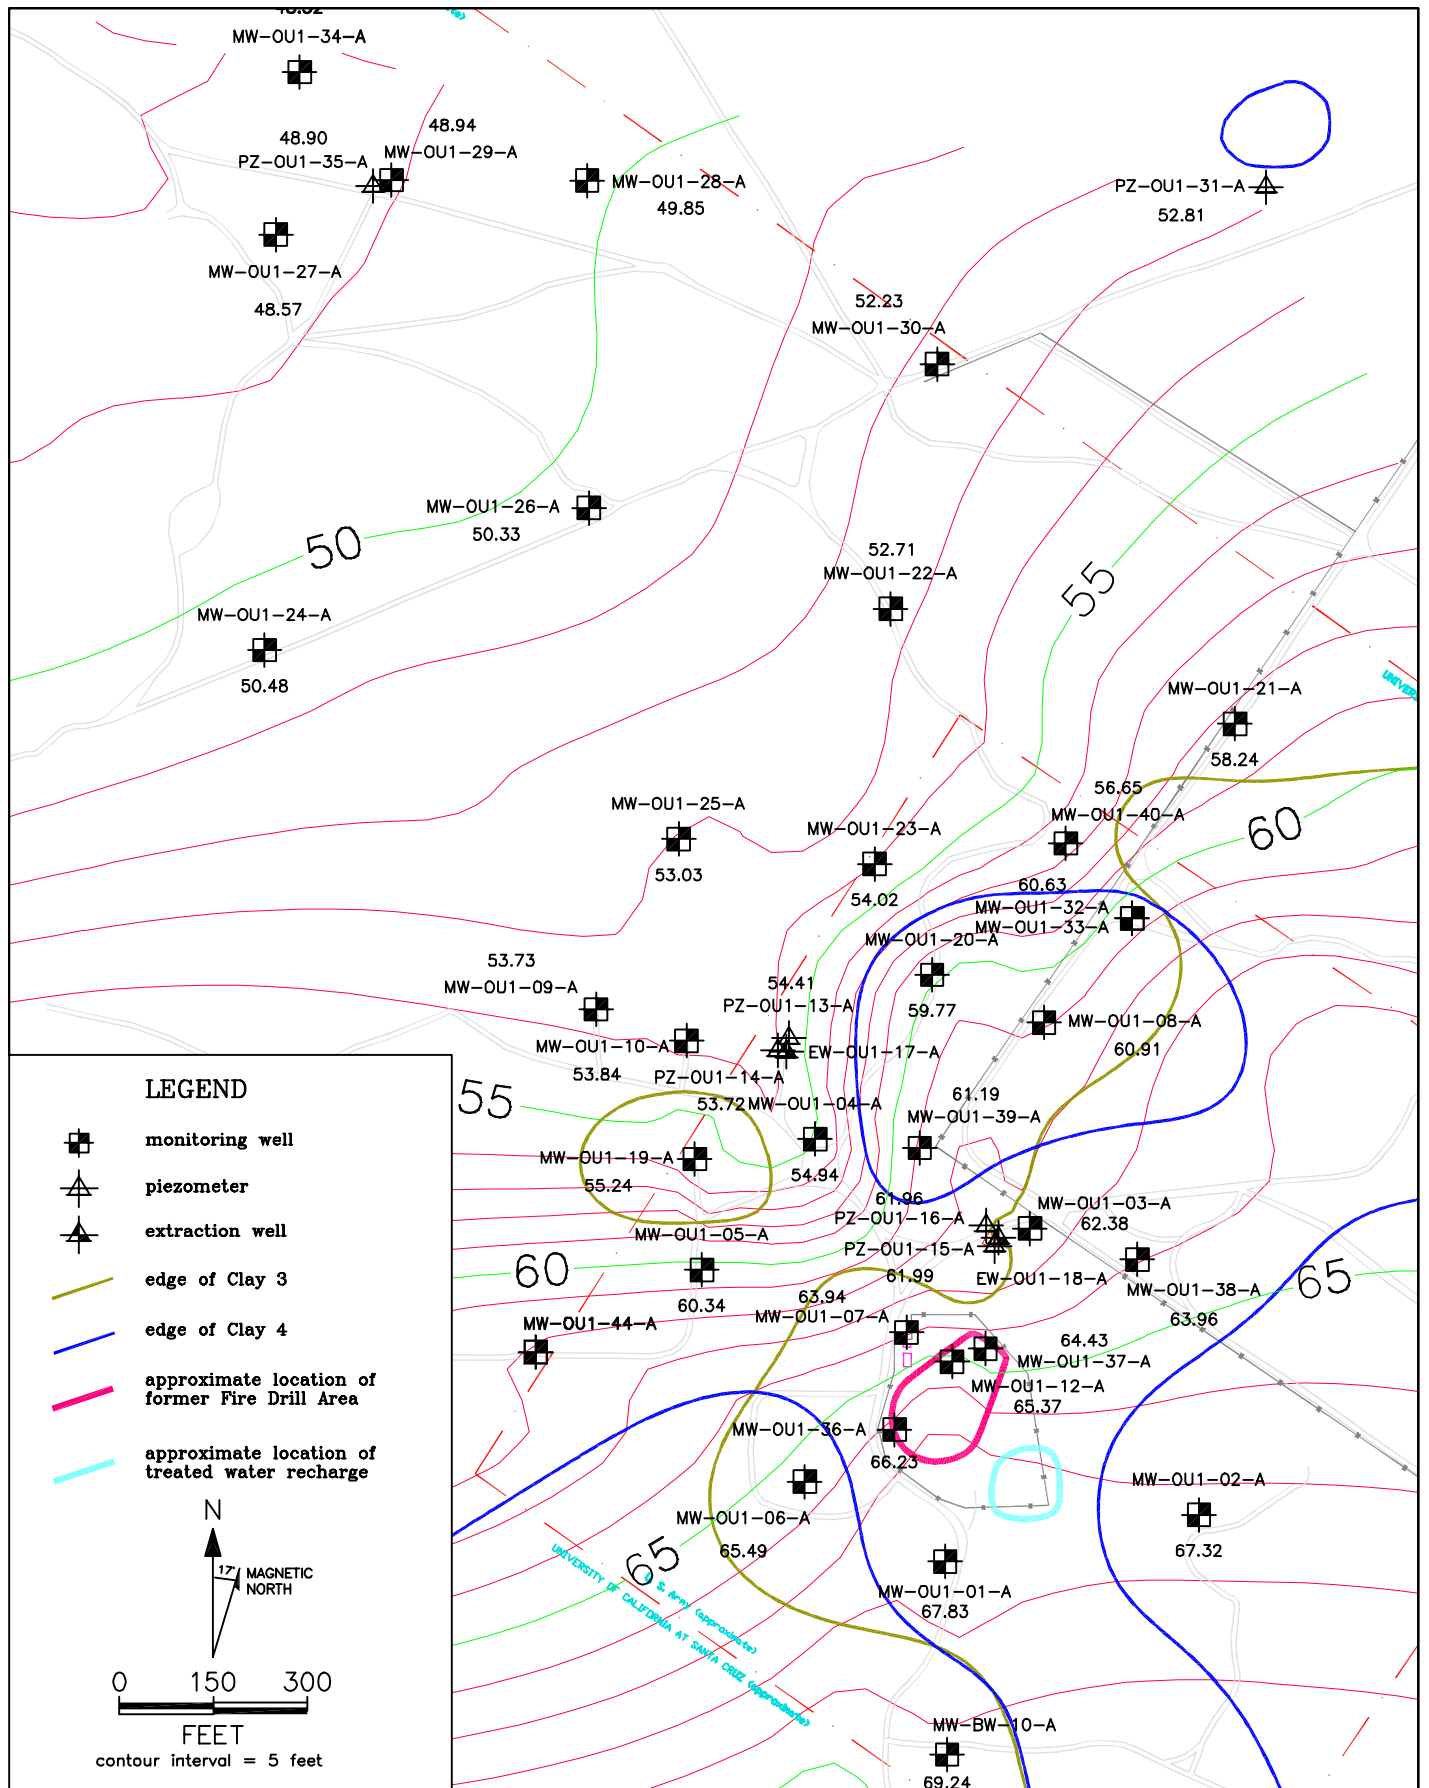 MW-OU1-34-A
48.90
PZ-OU1-35-A
48.94
MW-OU1-29-A
MW-OU1-28-A
49.85
PZ-OU1-31-A
52.81
MW-OU1-27-A
48.57
52.23
MW-OU1-30-A
MW-OU1-26-A
50.33
50
52.71
MW-OU1-22-A
55
MW-OU1-24-A
50.48
MW-OU1-21-A
58.24
MW-OU1-25-A
53.03
MW-OU1-23-A
54.02
56.65
MW-OU1-40-A
60
60.63
MW-OU1-32-A
MW-OU1-33-A
MW-OU1-20-A
59.77
53.73
MW-OU1-09-A
54.41
PZ-OU1-13-A
MW-OU1-08-A
60.91
MW-OU1-10-A
53.84
EW-OU1-17-A
PZ-OU1-14-A
53.72
MW-OU1-04-A
54.94
55
61.19
MW-OU1-39-A
MW-OU1-19-A
55.24
61.96
PZ-OU1-16-A
MW-OU1-03-A
62.38
MW-OU1-05-A
60.34
PZ-OU1-15-A
61.99
EW-OU1-18-A
60
MW-OU1-38-A
63.96
65
63.94
MW-OU1-07-A
MW-OU1-44-A
64.43
MW-OU1-37-A
MW-OU1-12-A
65.37
MW-OU1-36-A
66.23
MW-OU1-02-A
67.32
MW-OU1-06-A
65.49
65
MW-OU1-01-A
67.83
U. S. Army (approximate)
UNIVERSITY OF CALIFORNIA AT SANTA CRUZ (approximate)
MW-BW-10-A
69.24
LEGEND
monitoring well
piezometer
extraction well
edge of Clay 3
edge of Clay 4
approximate location of
former Fire Drill Area
approximate location of
treated water recharge
N
17'
MAGNETIC
NORTH
0 150 300
FEET
contour interval = 5 feet